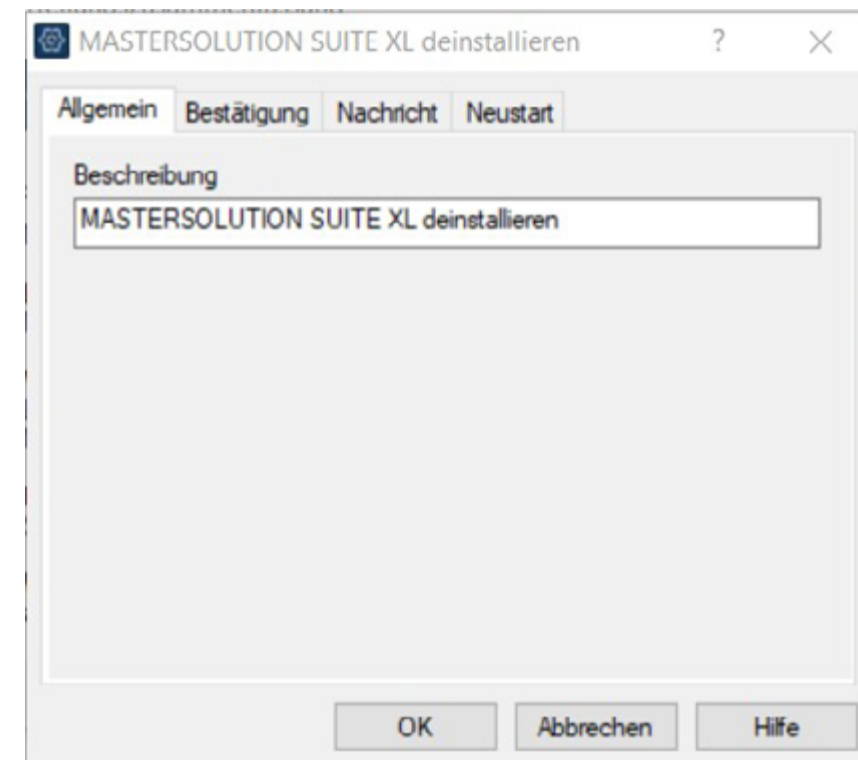 MASTERSOLUTION SUITE XL deinstallieren ?
Allgemein Bestätigung Nachricht Neustart
Beschreibung
MASTERSOLUTION SUITE XL deinstallieren
OK Abbrechen Hilfe